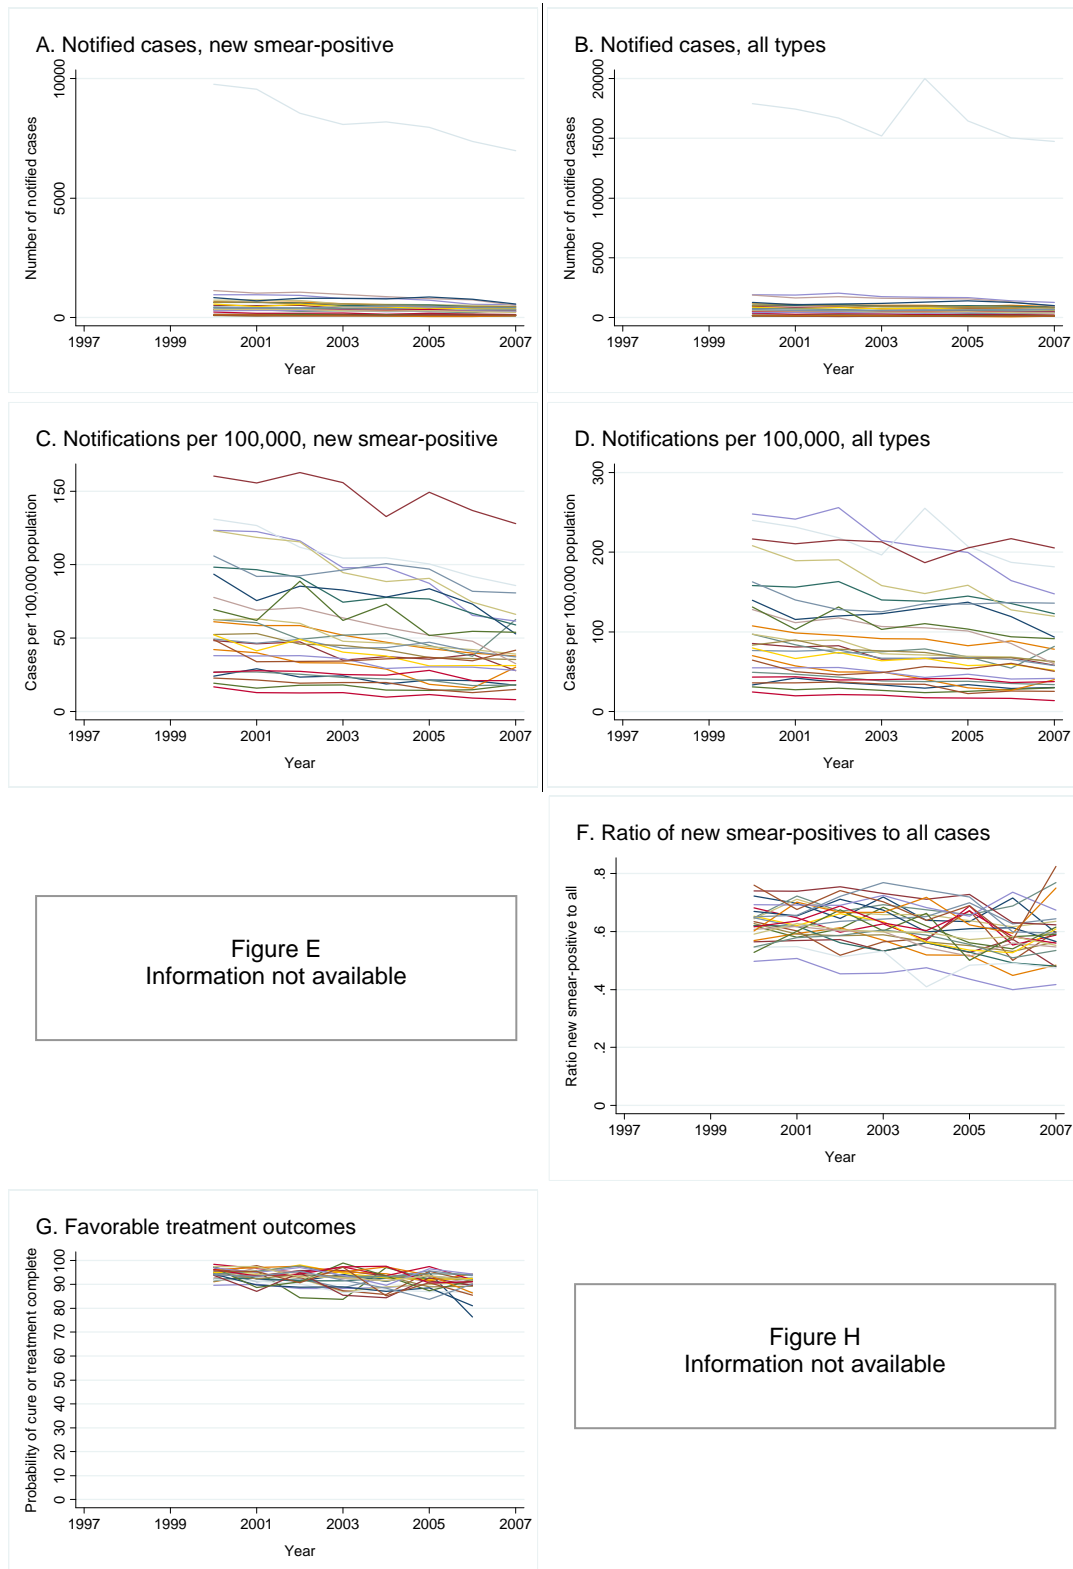 A. Notified cases, new smear-positive
Number of notified cases
10000
5000
0
1997 1999 2001 2003 2005 2007
Year
B. Notified cases, all types
Number of notified cases
20000
15000
10000
5000
0
1997 1999 2001 2003 2005 2007
Year
C. Notifications per 100,000, new smear-positive
Cases per 100,000 population
150
100
50
0
1997 1999 2001 2003 2005 2007
Year
D. Notifications per 100,000, all types
Cases per 100,000 population
300
200
100
0
1997 1999 2001 2003 2005 2007
Year
Figure E
Information not available
F. Ratio of new smear-positives to all cases
Ratio new smear-positive to all
.8
.6
.4
.2
0
1997 1999 2001 2003 2005 2007
Year
G. Favorable treatment outcomes
Probability of cure or treatment complete
100
90
80
70
60
50
40
30
20
10
0
1997 1999 2001 2003 2005 2007
Year
Figure H
Information not available